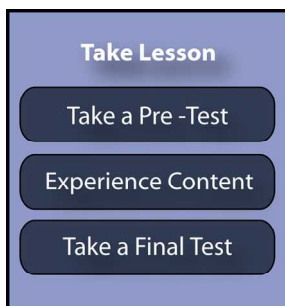 Take Lesson
Take a Pre -Test
Experience Content
Take a Final Test